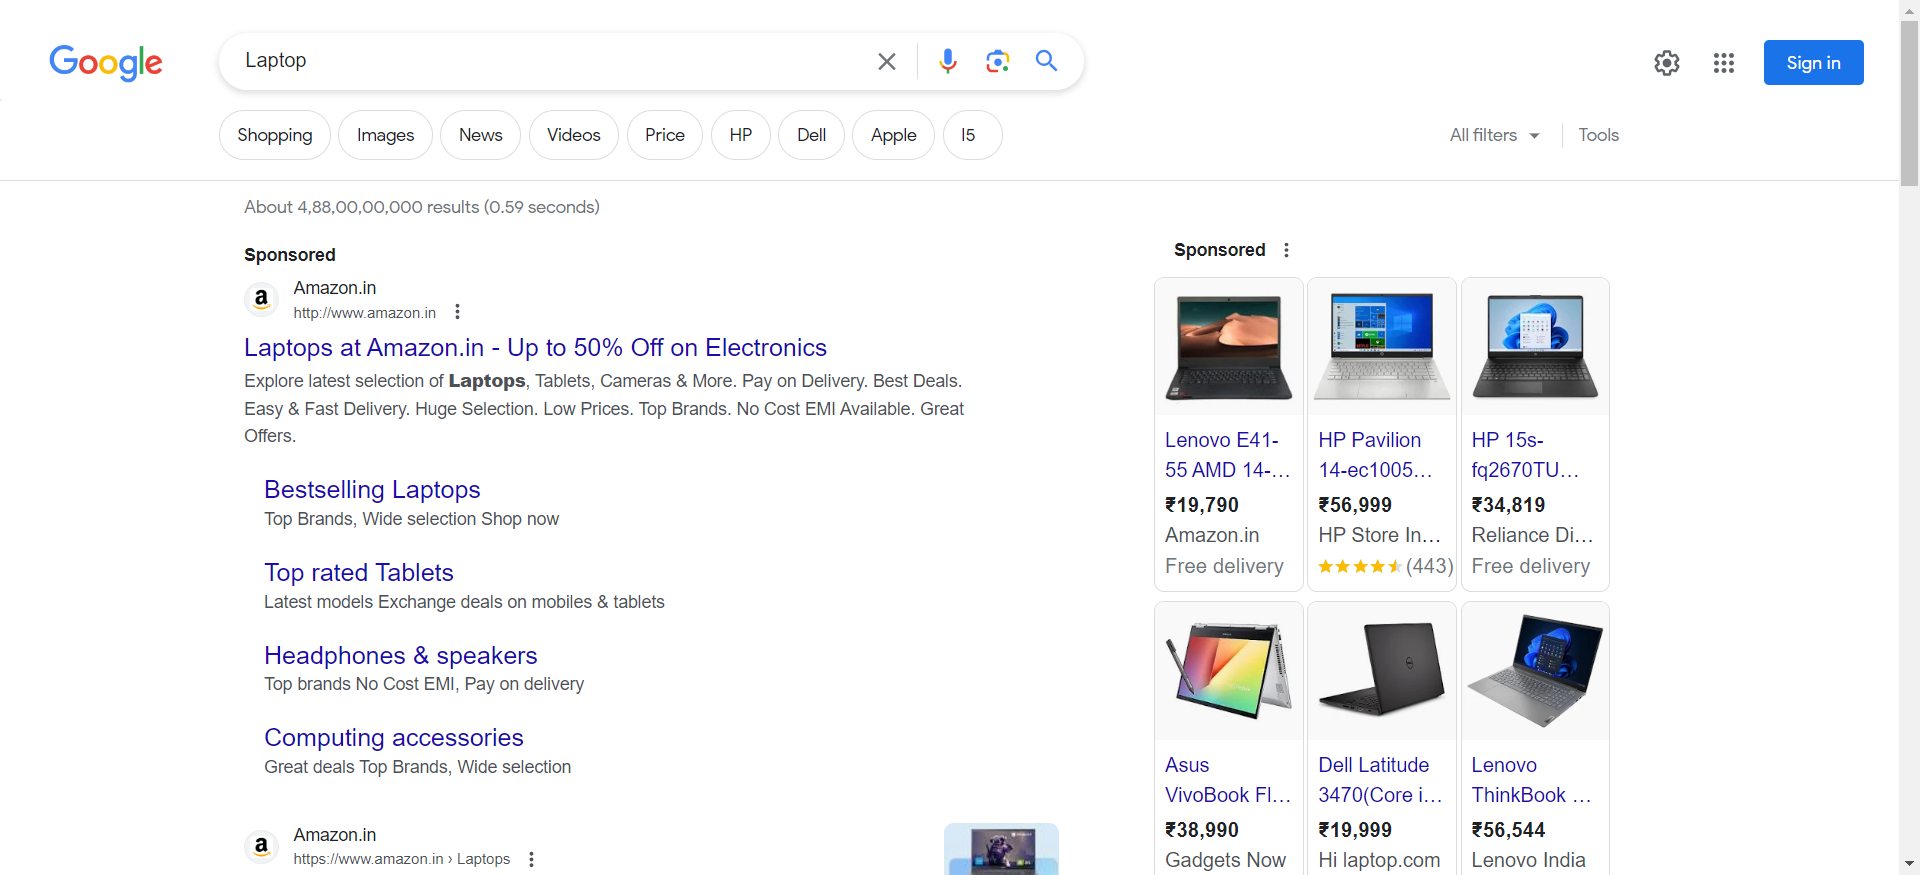 Google
Laptop
Sign in
Shopping
Images
News
Videos
Price
HP
Dell
Apple
I5
All filters
Tools
About 4,88,00,00,000 results (0.59 seconds)
Sponsored
Amazon.in
http://www.amazon.in
Laptops at Amazon.in - Up to 50% Off on Electronics
Explore latest selection of Laptops, Tablets, Cameras & More. Pay on Delivery. Best Deals.
Easy & Fast Delivery. Huge Selection. Low Prices. Top Brands. No Cost EMI Available. Great
Offers.
Bestselling Laptops
Top Brands, Wide selection Shop now
Top rated Tablets
Latest models Exchange deals on mobiles & tablets
Headphones & speakers
Top brands No Cost EMI, Pay on delivery
Computing accessories
Great deals Top Brands, Wide selection
Amazon.in
https://www.amazon.in › Laptops
Sponsored
Lenovo E41-
55 AMD 14-...
₹19,790
Amazon.in
Free delivery
HP Pavilion
14-ec1005...
₹56,999
HP Store In...
(443)
HP 15s-
fq2670TU...
₹34,819
Reliance Di...
Free delivery
Asus
VivoBook Fl...
₹38,990
Gadgets Now
Dell Latitude
3470(Core i...
₹19,999
Hi laptop.com
Lenovo
ThinkBook ...
₹56,544
Lenovo India